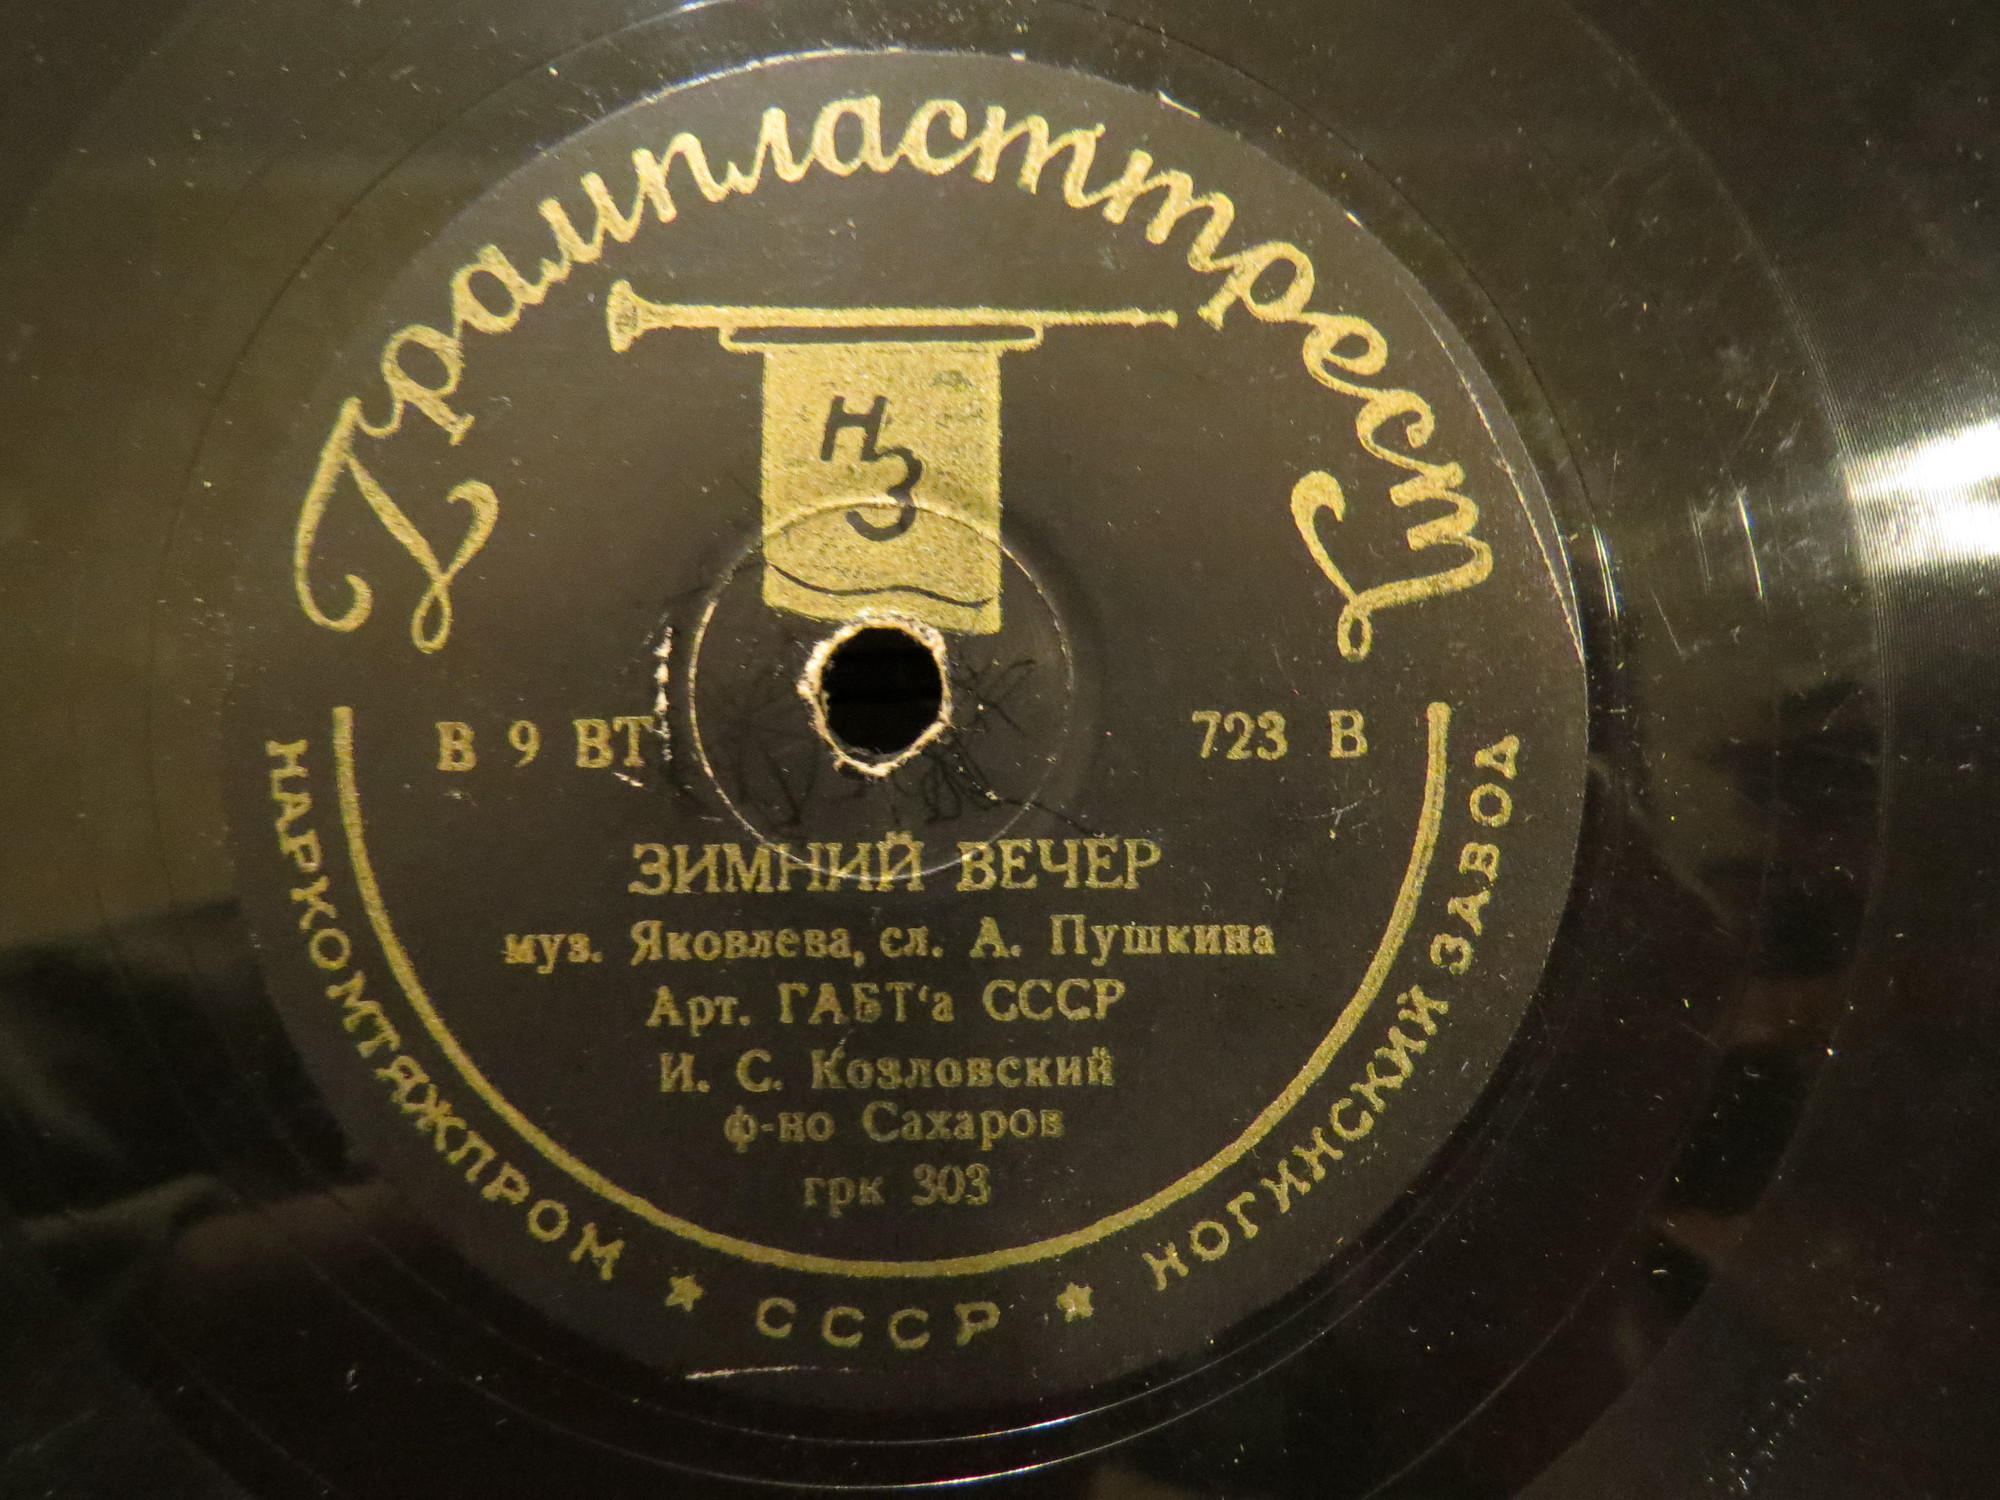 Грампласттрест
НЗ
В 9 ВТ 723 В
ЗИМНИЙ ВЕЧЕР
муз. Яковлева, сл. А. Пушкина
Арт. ГАБТ‘а СССР
И. С. Козловский
ф-но Сахаров
грк 303
НАРКОМТЯЖПРОМ ★ СССР ★ НОГИНСКИЙ ЗАВОД